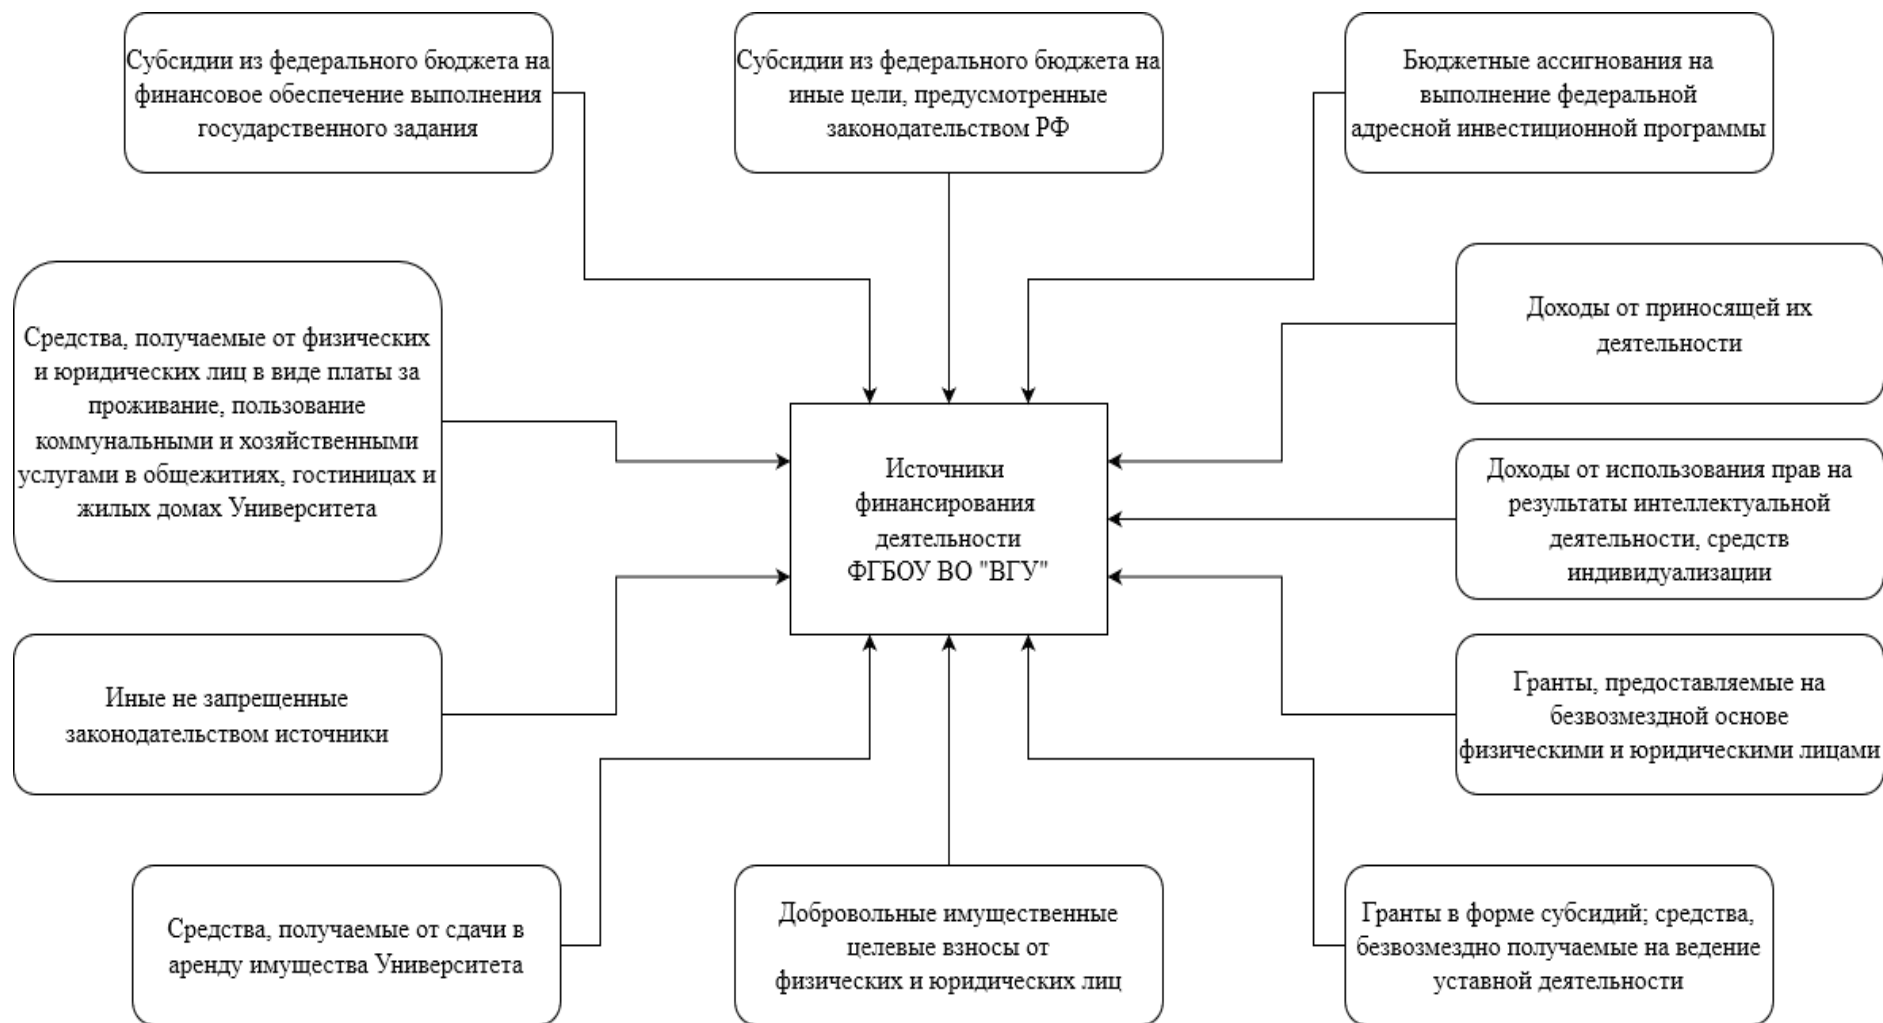 Субсидии из федерального бюджета на
финансовое обеспечение выполнения
государственного задания
Субсидии из федерального бюджета на
иные цели, предусмотренные
законодательством РФ
Бюджетные ассигнования на
выполнение федеральной
адресной инвестиционной программы
Средства, получаемые от физических
и юридических лиц в виде платы за
проживание, пользование
коммунальными и хозяйственными
услугами в общежитиях, гостиницах и
жилых домах Университета
Доходы от приносящей их
деятельности
Источники
финансирования
деятельности
ФГБОУ ВО "ВГУ"
Доходы от использования прав на
результаты интеллектуальной
деятельности, средств
индивидуализации
Иные не запрещенные
законодательством источники
Гранты, предоставляемые на
безвозмездной основе
физическими и юридическими лицами
Средства, получаемые от сдачи в
аренду имущества Университета
Добровольные имущественные
целевые взносы от
физических и юридических лиц
Гранты в форме субсидий; средства,
безвозмездно получаемые на ведение
уставной деятельности